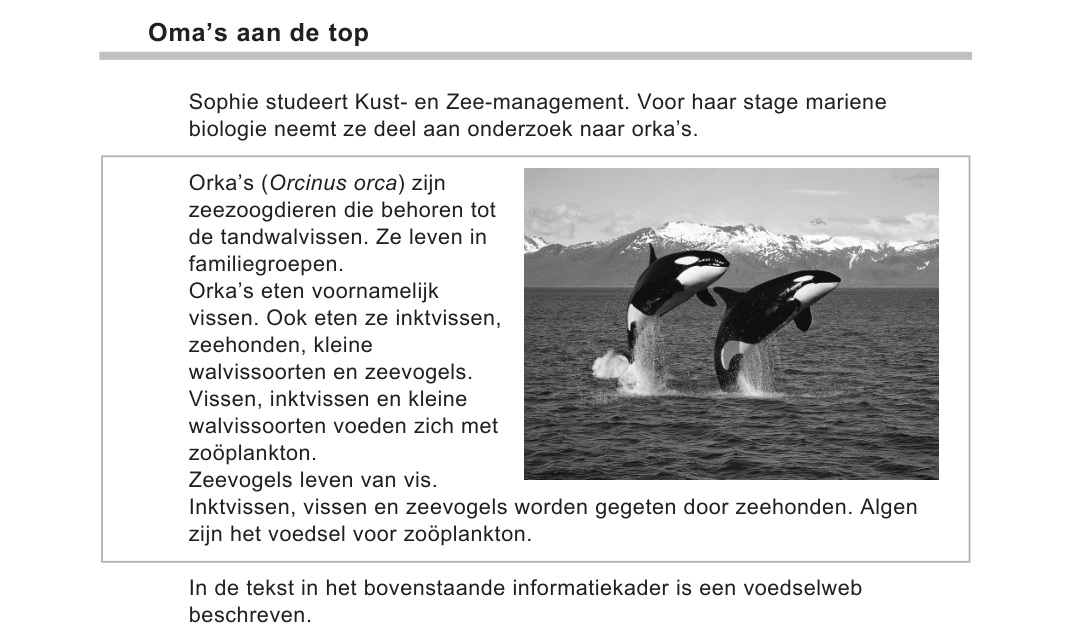 Oma’s aan de top
Sophie studeert Kust- en Zee-management. Voor haar stage mariene
biologie neemt ze deel aan onderzoek naar orka’s.
Orka’s (Orcinus orca) zijn
zeezoogdieren die behoren tot
de tandwalvissen. Ze leven in
familiegroepen.
Orka’s eten voornamelijk
vissen. Ook eten ze inktvissen,
zeehonden, kleine
walvissoorten en zeevogels.
Vissen, inktvissen en kleine
walvissoorten voeden zich met
zoöplankton.
Zeevogels leven van vis.
Inktvissen, vissen en zeevogels worden gegeten door zeehonden. Algen
zijn het voedsel voor zoöplankton.
In de tekst in het bovenstaande informatiekader is een voedselweb
beschreven.